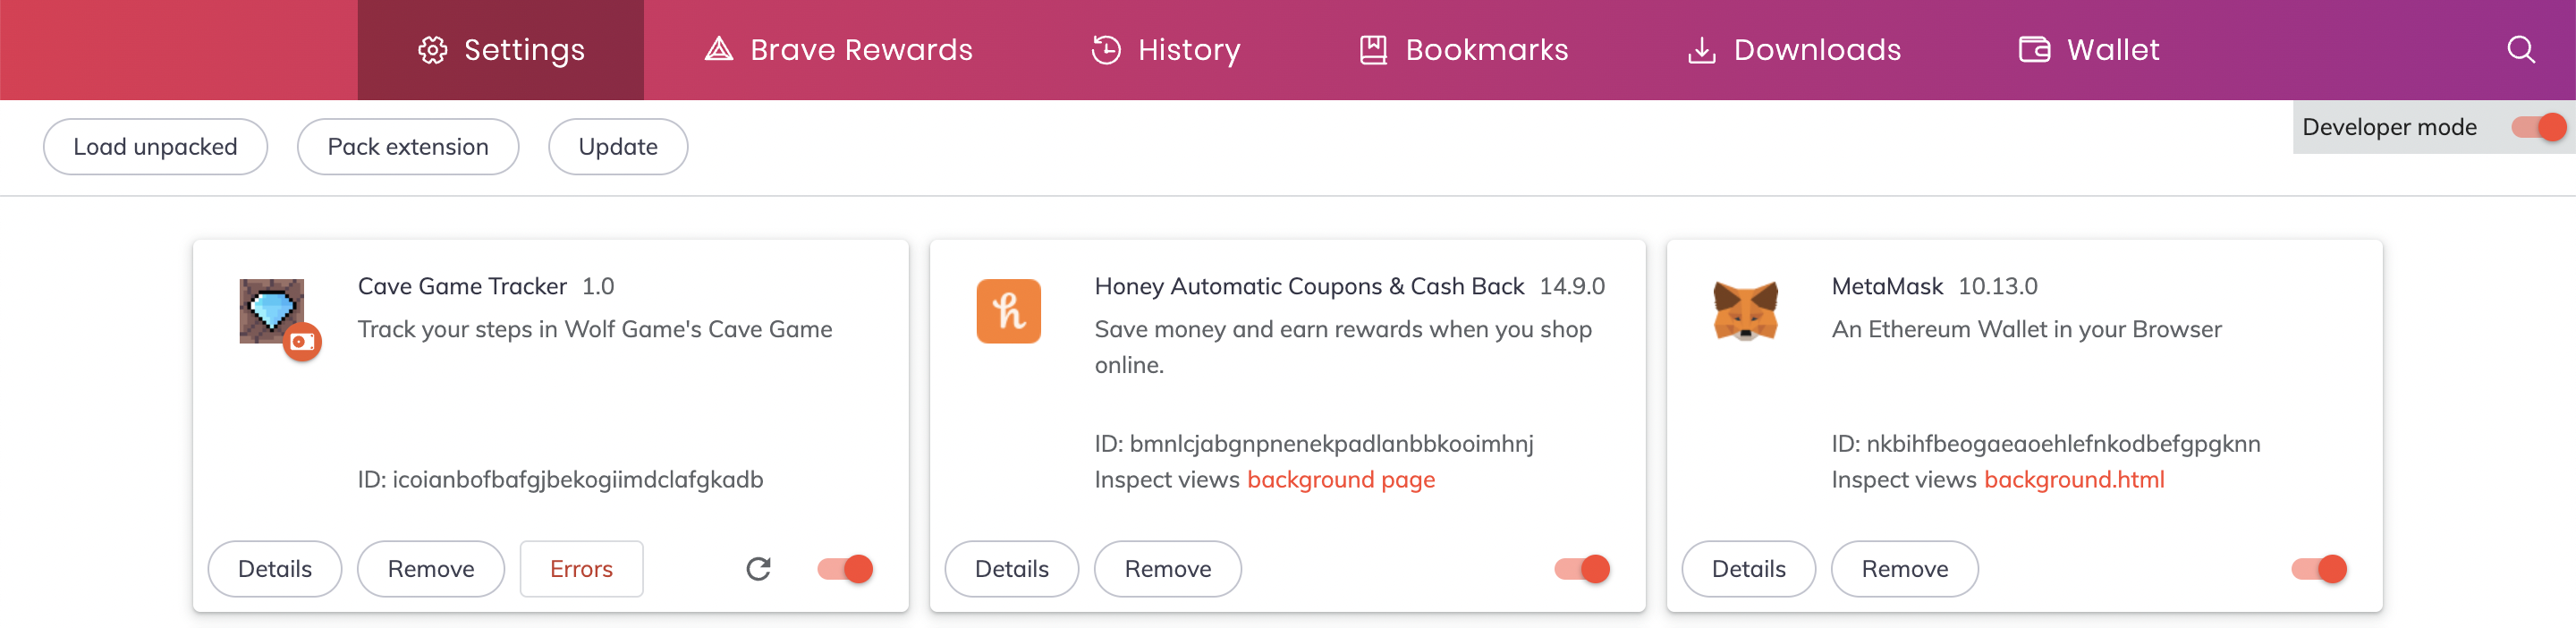 Settings
Brave Rewards
History
Bookmarks
Downloads
Wallet
Load unpacked
Pack extension
Update
Developer mode
Cave Game Tracker 1.0
Track your steps in Wolf Game's Cave Game
ID: icoianbofbafgjbekogiimdclafgkadb
Details
Remove
Errors
h
Honey Automatic Coupons & Cash Back 14.9.0
Save money and earn rewards when you shop
online.
ID: bmnlcjabgnpnenekpadlanbbkooimhnj
Inspect views background page
Details
Remove
MetaMask 10.13.0
An Ethereum Wallet in your Browser
ID: nkbihfbeogaeaoehlefnkodbefgpgknn
Inspect views background.html
Details
Remove